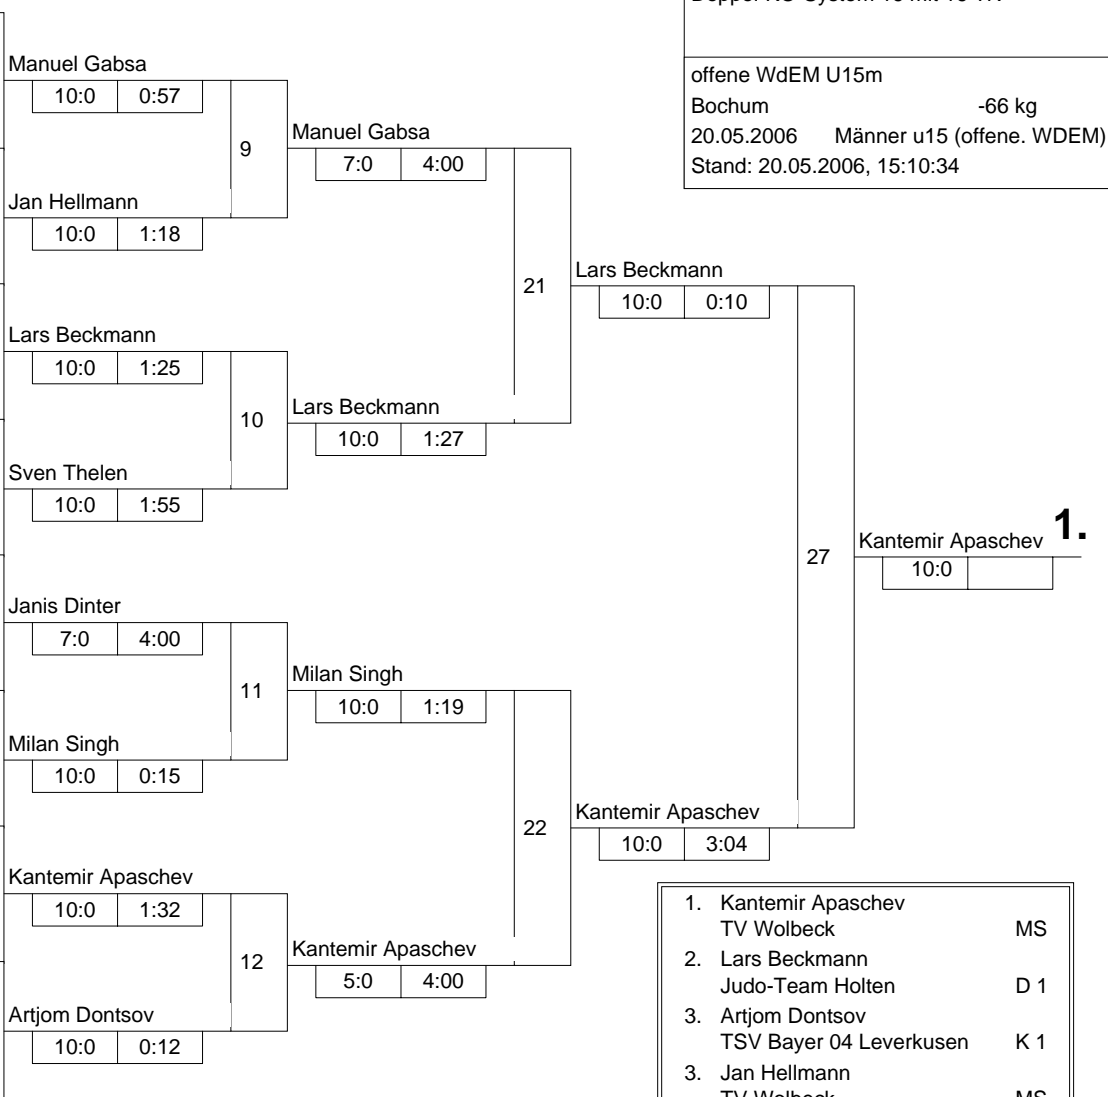 offene WdEM U15m
Bochum -66 kg
20.05.2006 Männer u15 (offene. WDEM)
Stand: 20.05.2006, 15:10:34
Manuel Gabsa
10:0 0:57
9
Jan Hellmann
10:0 1:18
Lars Beckmann
10:0 1:25
10
Sven Thelen
10:0 1:55
Janis Dinter
7:0 4:00
11
Milan Singh
10:0 0:15
Kantemir Apaschev
10:0 1:32
12
Artjom Dontsov
10:0 0:12
Manuel Gabsa
7:0 4:00
21
Lars Beckmann
10:0 1:27
Milan Singh
10:0 1:19
22
Kantemir Apaschev
5:0 4:00
Lars Beckmann
10:0 0:10
27
Kantemir Apaschev
10:0 3:04
Kantemir Apaschev 1.
10:0
1. Kantemir Apaschev
TV Wolbeck MS
2. Lars Beckmann
Judo-Team Holten D 1
3. Artjom Dontsov
TSV Bayer 04 Leverkusen K 1
3. Jan Hellmann
TV Wolbeck MS